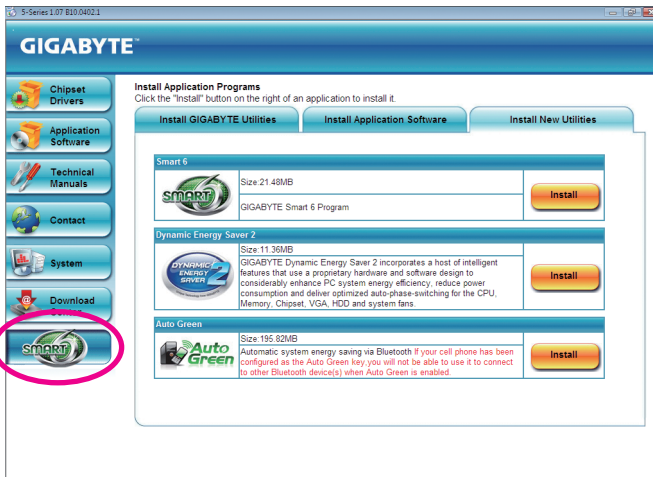 5-Series 1.07 B10.0402.1
GIGABYTE™
Chipset
Drivers
Application
Software
Technical
Manuals
Contact
System
Download
SMART 6
Install Application Programs
Click the "Install" button on the right of an application to install it.
Install GIGABYTE Utilities
Install Application Software
Install New Utilities
Smart 6
SMART 6
Size:21.48MB
GIGABYTE Smart 6 Program
Install
Dynamic Energy Saver 2
DYNAMIC
ENERGY
SAVER 2
Size:11.36MB
GIGABYTE Dynamic Energy Saver 2 incorporates a host of intelligent
features that use a proprietary hardware and software design to
considerably enhance PC system energy efficiency, reduce power
consumption and deliver optimized auto-phase-switching for the CPU,
Memory, Chipset, VGA, HDD and system fans.
Install
Auto Green
Auto
Green
Size:195.82MB
Automatic system energy saving via Bluetooth If your cell phone has been
configured as the Auto Green key,you will not be able to use it to connect
to other Bluetooth device(s) when Auto Green is enabled.
Install